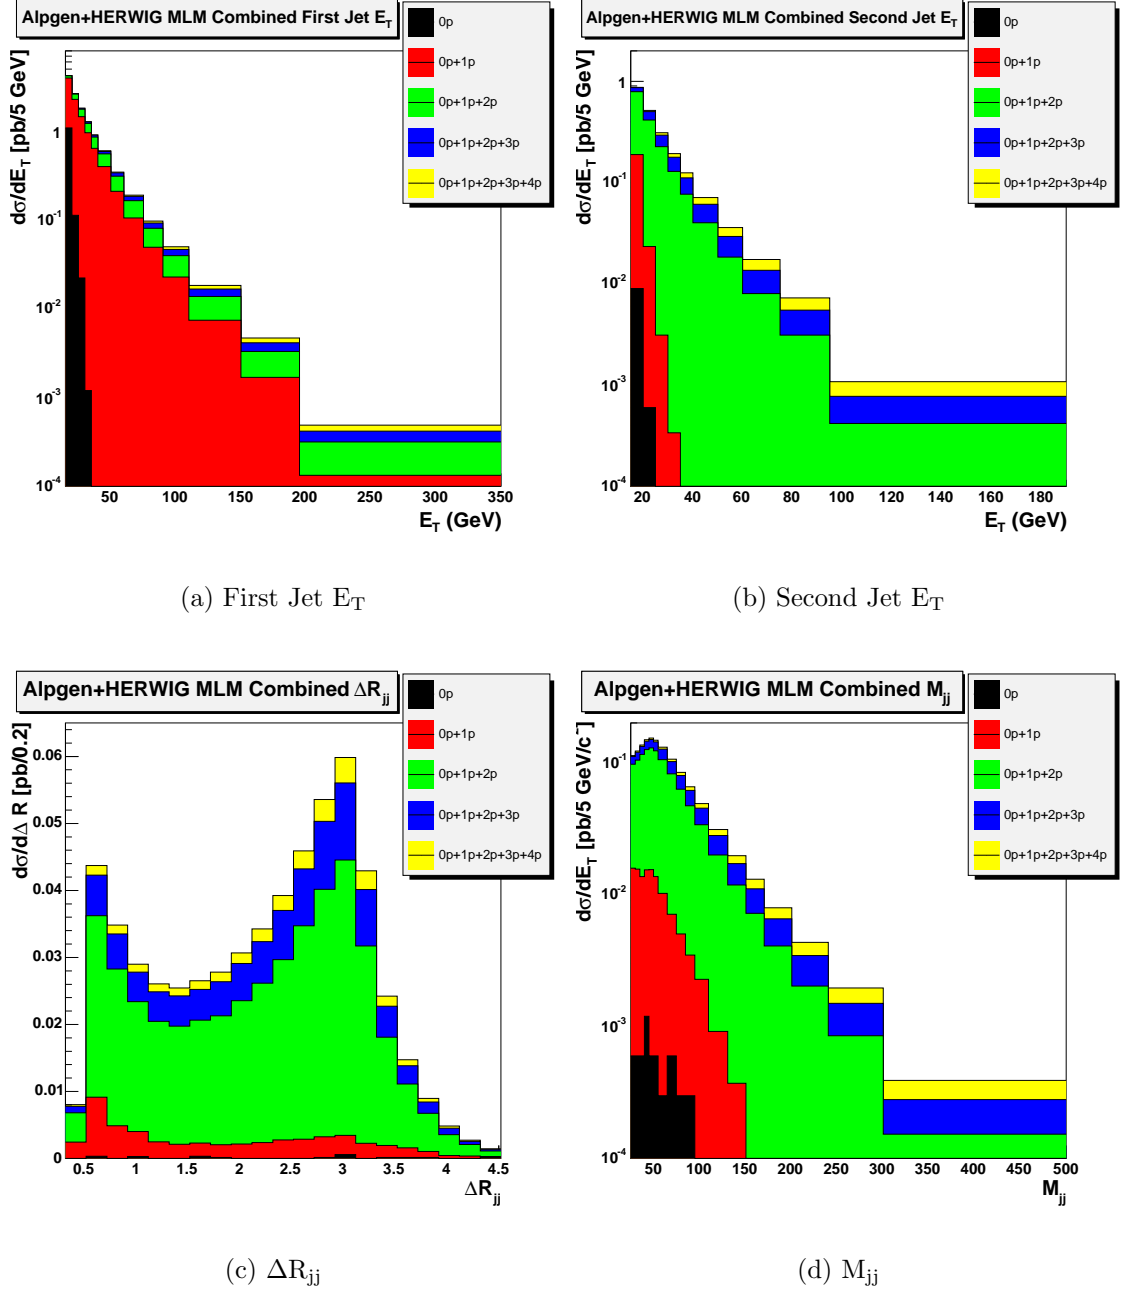 Alpgen+HERWIG MLM Combined First Jet E_T
0p
0p+1p
0p+1p+2p
0p+1p+2p+3p
0p+1p+2p+3p+4p
dσ/dE_T [pb/5 GeV]
1
10^-1
10^-2
10^-3
10^-4
50 100 150 200 250 300 350
E_T (GeV)
(a) First Jet E_T
Alpgen+HERWIG MLM Combined Second Jet E_T
0p
0p+1p
0p+1p+2p
0p+1p+2p+3p
0p+1p+2p+3p+4p
dσ/dE_T [pb/5 GeV]
1
10^-1
10^-2
10^-3
10^-4
20 40 60 80 100 120 140 160 180
E_T (GeV)
(b) Second Jet E_T
Alpgen+HERWIG MLM Combined ΔR_jj
0p
0p+1p
0p+1p+2p
0p+1p+2p+3p
0p+1p+2p+3p+4p
dσ/dΔ R [pb/0.2]
0.06
0.05
0.04
0.03
0.02
0.01
0
0.5 1 1.5 2 2.5 3 3.5 4 4.5
ΔR_jj
(c) ΔR_jj
Alpgen+HERWIG MLM Combined M_jj
0p
0p+1p
0p+1p+2p
0p+1p+2p+3p
0p+1p+2p+3p+4p
dσ/dE_T [pb/5 GeV/c
10^-1
10^-2
10^-3
10^-4
50 100 150 200 250 300 350 400 450 500
M_jj
(d) M_jj